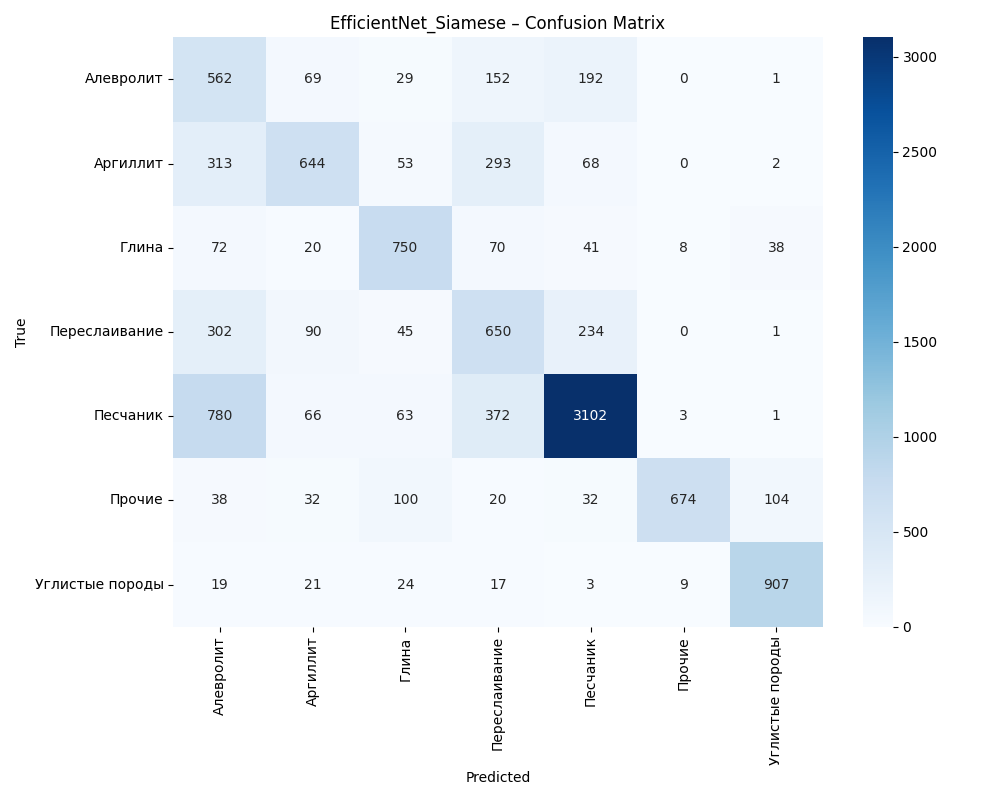 EfficientNet_Siamese – Confusion Matrix
Алевролит 562 69 29 152 192 0 1
Аргиллит 313 644 53 293 68 0 2
Глина 72 20 750 70 41 8 38
Переслаивание 302 90 45 650 234 0 1
Песчаник 780 66 63 372 3102 3 1
Прочие 38 32 100 20 32 674 104
Углистые породы 19 21 24 17 3 9 907
True
Алевролит
Аргиллит
Глина
Переслаивание
Песчаник
Прочие
Углистые породы
Predicted
3000
2500
2000
1500
1000
500
0